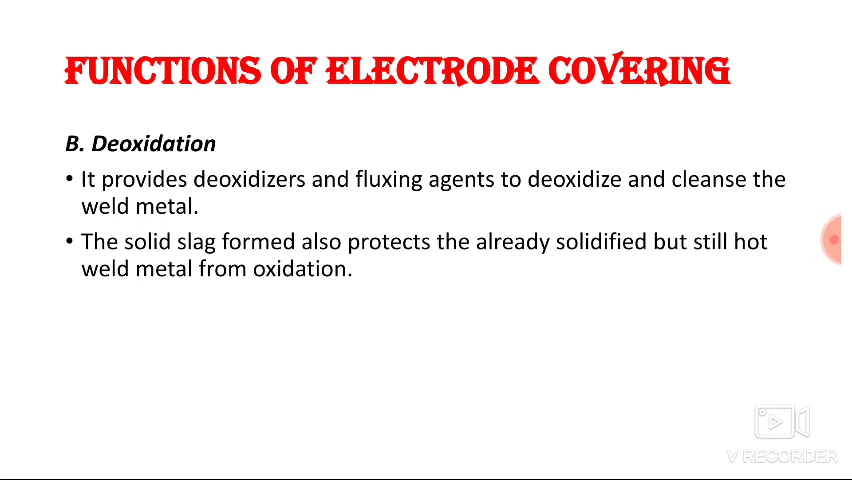 FUNCTIONS OF ELECTRODE COVERING
B. Deoxidation
• It provides deoxidizers and fluxing agents to deoxidize and cleanse the
weld metal.
• The solid slag formed also protects the already solidified but still hot
weld metal from oxidation.
V RECORDER